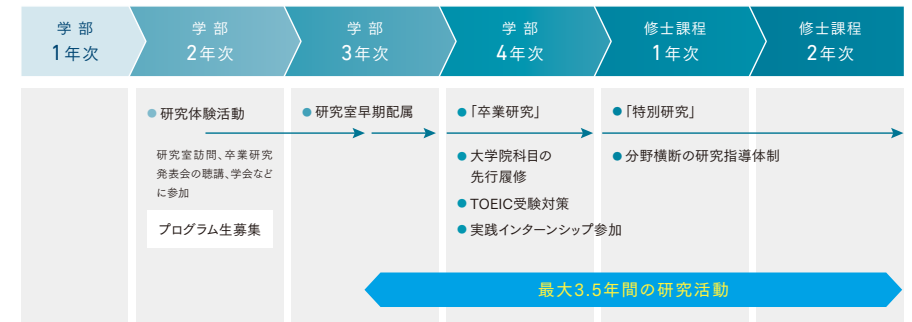 学 部
1年次
学 部
2年次
学 部
3年次
学 部
4年次
修士課程
1年次
修士課程
2年次
●研究体験活動
研究室訪問、卒業研究
発表会の聴講、学会など
に参加
プログラム生募集
●研究室早期配属
●「卒業研究」
●大学院科目の
先行履修
●TOEIC受験対策
●実践インターンシップ参加
●「特別研究」
●分野横断の研究指導体制
最大3.5年間の研究活動